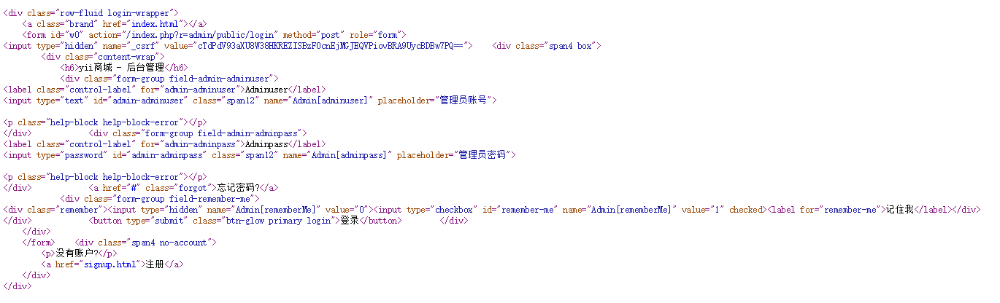 <div class="row-fluid login-wrapper">
<a class="brand" href="index.html"></a>
<form id="w0" action="/index.php?r=admin/public/login" method="post" role="form">
<input type="hidden" name="_csrf" value="cTdPdV93aXU8W38HKREZISBzF0cnEjMGJEQVPiovBRA9UycBDBw7PQ=="> <div class="span4 box">
<div class="content-wrap">
<h6>yii商城 - 后台管理</h6>
<div class="form-group field-admin-adminuser">
<label class="control-label" for="admin-adminuser">Adminuser</label>
<input type="text" id="admin-adminuser" class="span12" name="Admin[adminuser]" placeholder="管理员账号">
<p class="help-block help-block-error"></p>
</div> <div class="form-group field-admin-adminpass">
<label class="control-label" for="admin-adminpass">Adminpass</label>
<input type="password" id="admin-adminpass" class="span12" name="Admin[adminpass]" placeholder="管理员密码">
<p class="help-block help-block-error"></p>
</div> <a href="#" class="forgot">忘记密码?</a>
<div class="form-group field-remember-me">
<div class="remember"><input type="hidden" name="Admin[rememberMe]" value="0"><input type="checkbox" id="remember-me" name="Admin[rememberMe]" value="1" checked><label for="remember-me">记住我</label></div>
</div> <button type="submit" class="btn-glow primary login">登录</button> </div>
</div>
</form> <div class="span4 no-account">
<p>没有账户?</p>
<a href="signup.html">注册</a>
</div>
</div>